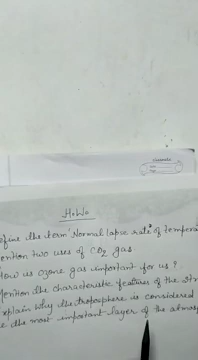 H.W.
efine the term 'Normal lapse rate' of tempera
ention two uses of CO2 gas.
How us ozone gas important for us ?
Mention the characteristic features of the str
xplain why the troposphere is considered
e the most important layer of the atmosp